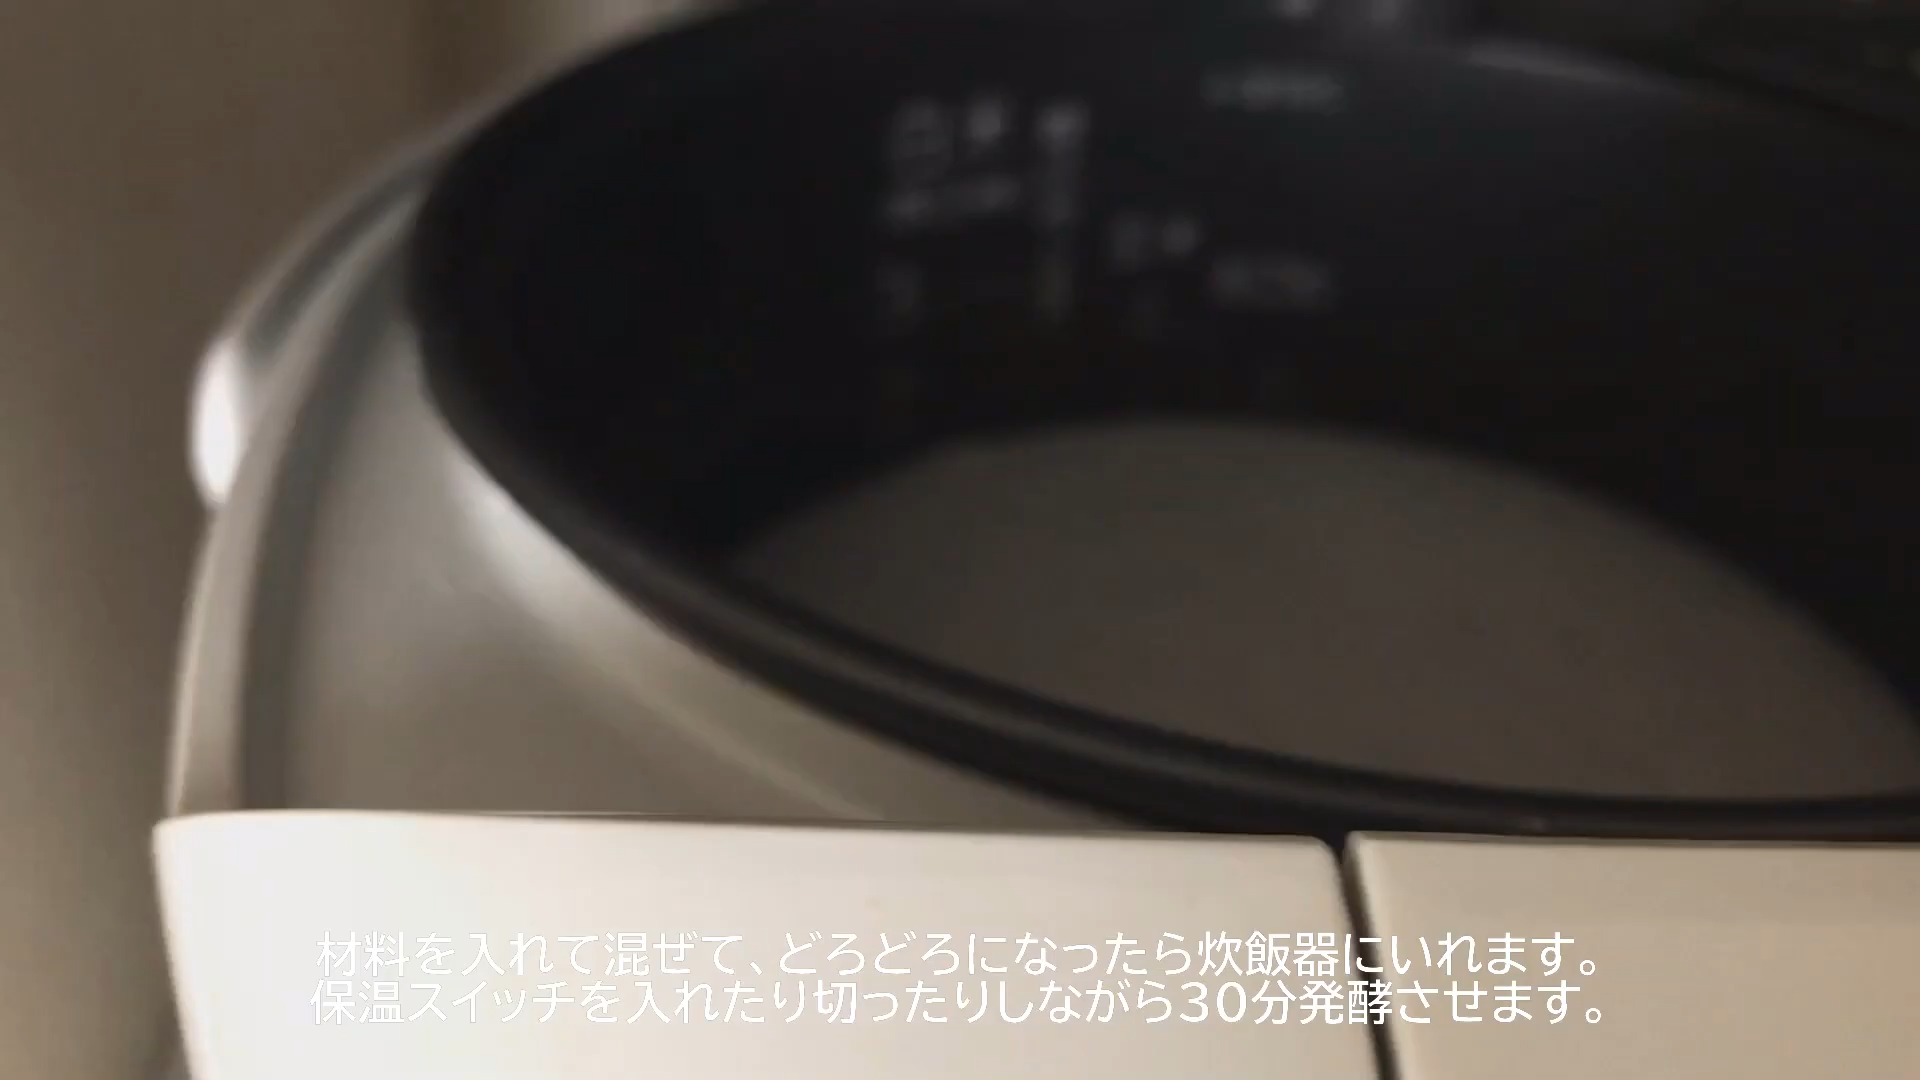 材料を入れて混ぜて、どろどろになったら炊飯器にいれます。
保温スイッチを入れたり切ったりしながら30分発酵させます。